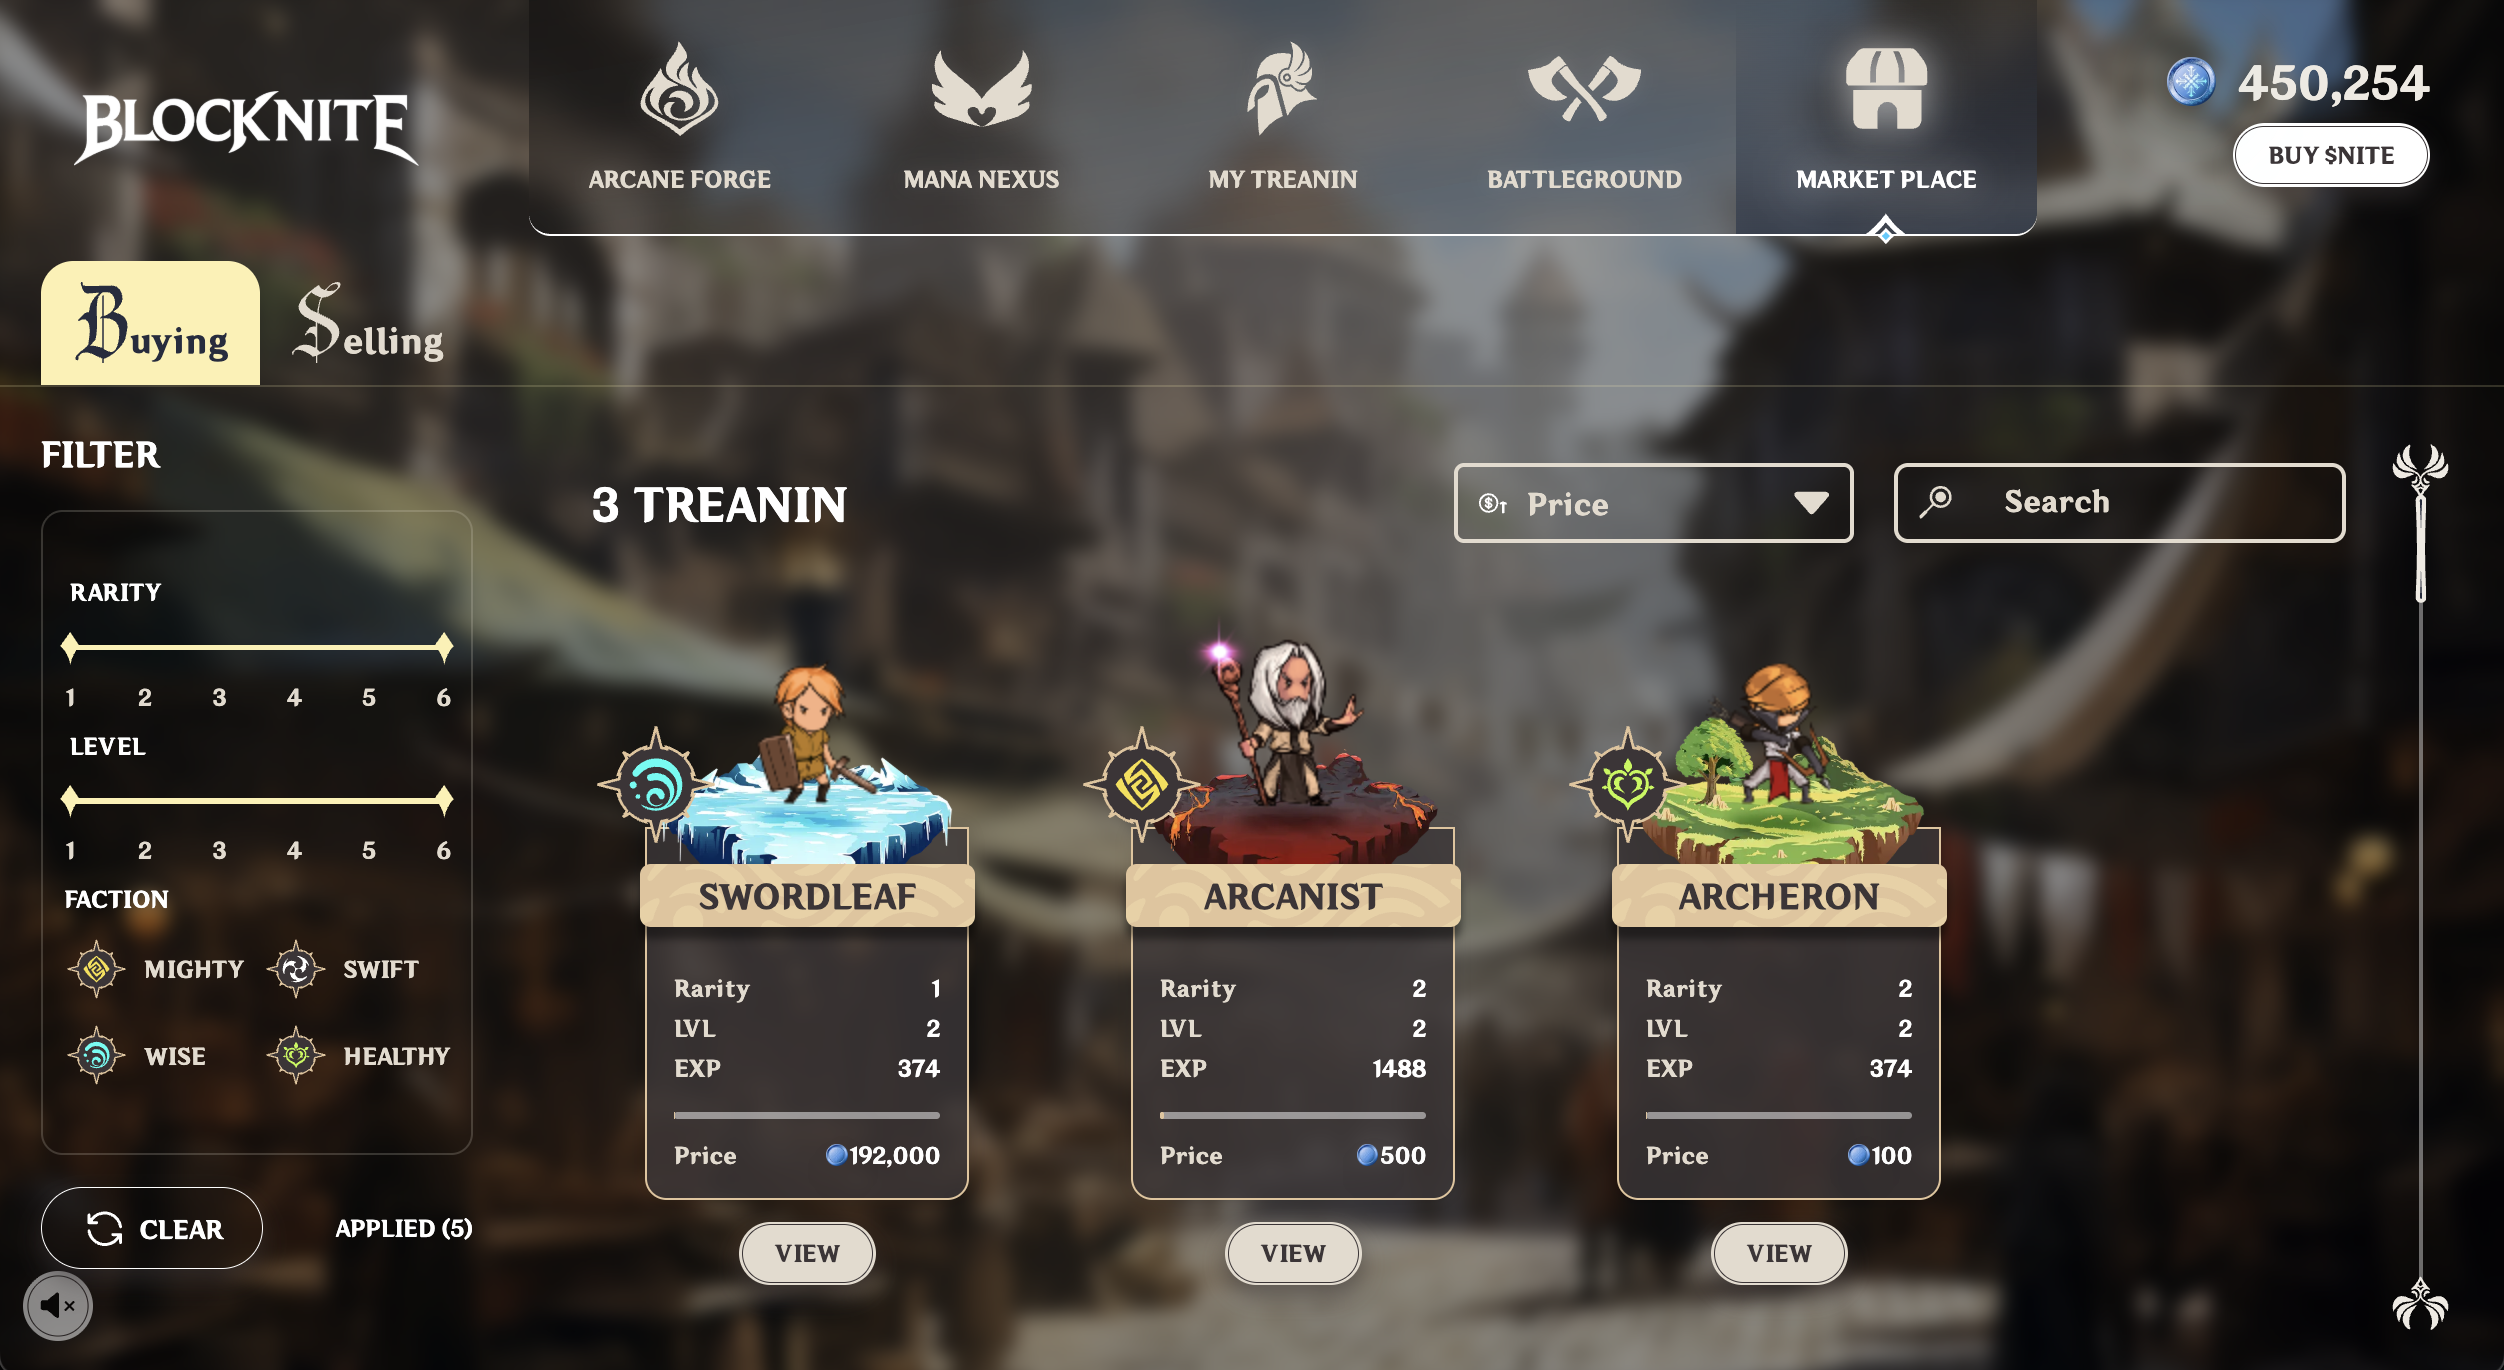 BLOCKNITE
ARCANE FORGE
MANA NEXUS
MY TREANIN
BATTLEGROUND
MARKET PLACE
450,254
BUY $NITE
Buying
Selling
FILTER
RARITY
1 2 3 4 5 6
LEVEL
1 2 3 4 5 6
FACTION
MIGHTY
SWIFT
WISE
HEALTHY
CLEAR
APPLIED (5)
3 TREANIN
Price
Search
SWORDLEAF
Rarity 1
LVL 2
EXP 374
Price 192,000
VIEW
ARCANIST
Rarity 2
LVL 2
EXP 1488
Price 500
VIEW
ARCHERON
Rarity 2
LVL 2
EXP 374
Price 100
VIEW